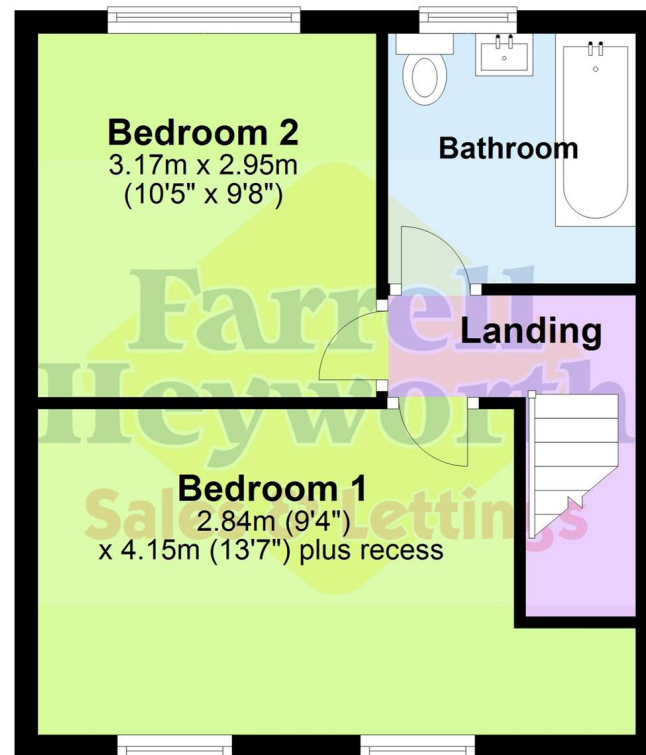 Bedroom 2
3.17m x 2.95m
(10'5" x 9'8")
Bathroom
Landing
Farrell
Heyworth
Bedroom 1
2.84m (9'4")
x 4.15m (13'7") plus recess
Sales & Lettings